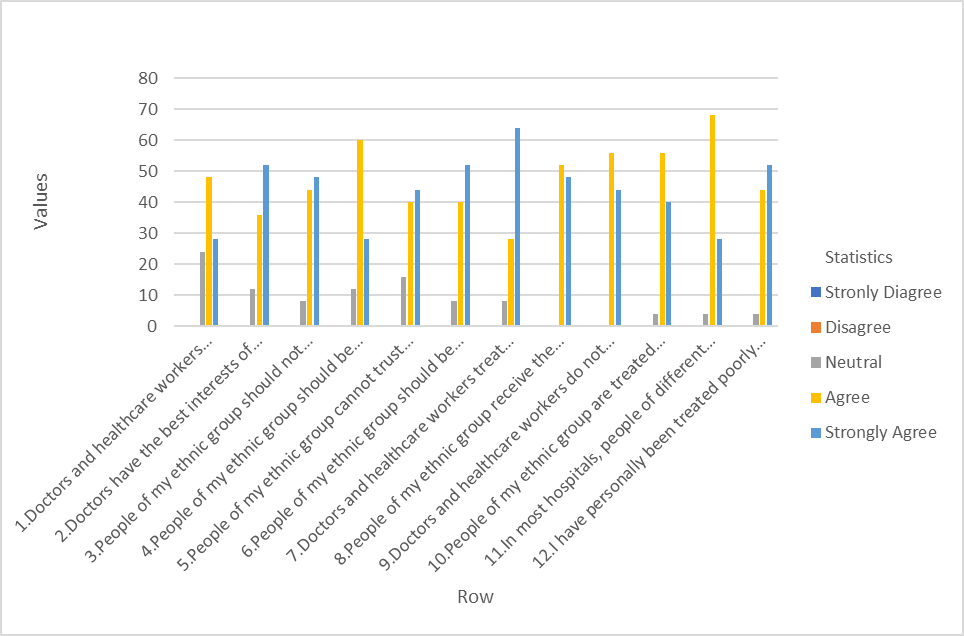 80
70
60
50
40
30
20
10
0
Values
1.Doctors and healthcare workers...
2.Doctors have the best interests of...
3.People of my ethnic group should not...
4.People of my ethnic group should be...
5.People of my ethnic group cannot trust...
6.People of my ethnic group should be...
7.Doctors and healthcare workers treat...
8.People of my ethnic group receive the...
9.Doctors and healthcare workers do not...
10.People of my ethnic group are treated...
11.In most hospitals, people of different...
12.I have personally been treated poorly...
Row
Statistics
Stronly Diagree
Disagree
Neutral
Agree
Strongly Agree